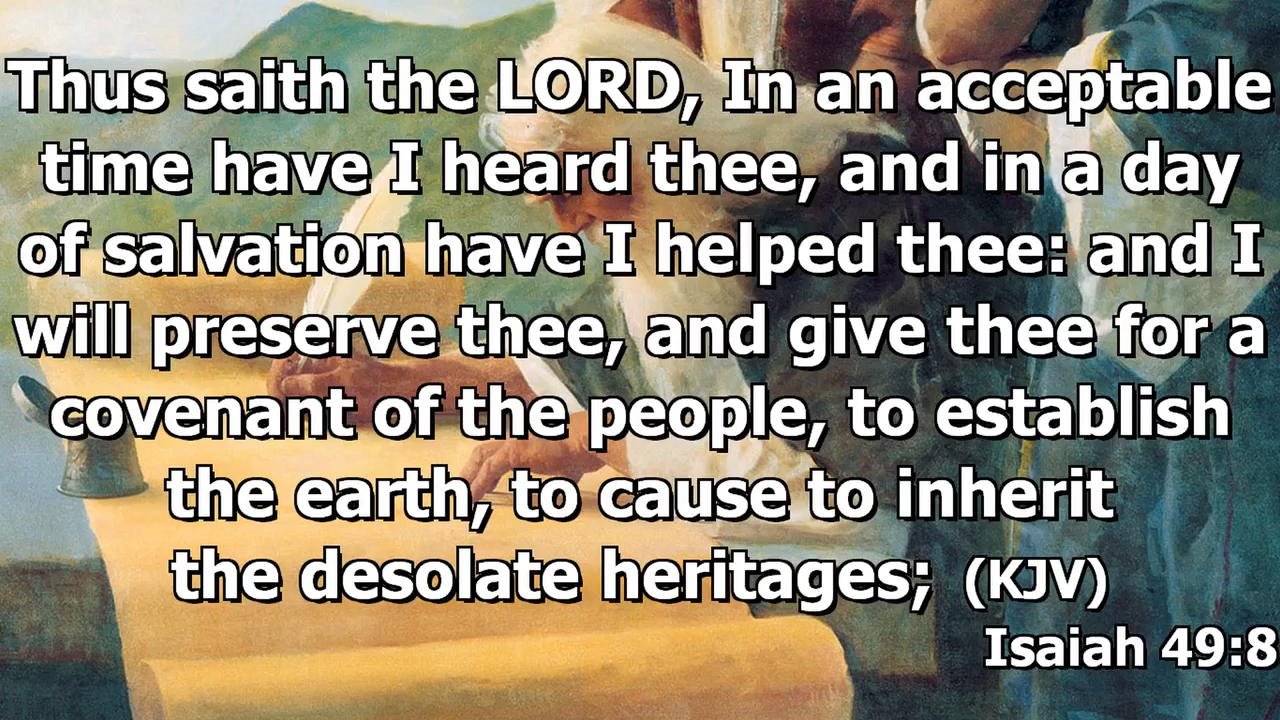 Thus saith the LORD, In an acceptable
time have I heard thee, and in a day
of salvation have I helped thee: and I
will preserve thee, and give thee for a
covenant of the people, to establish
the earth, to cause to inherit
the desolate heritages; (KJV)
Isaiah 49:8